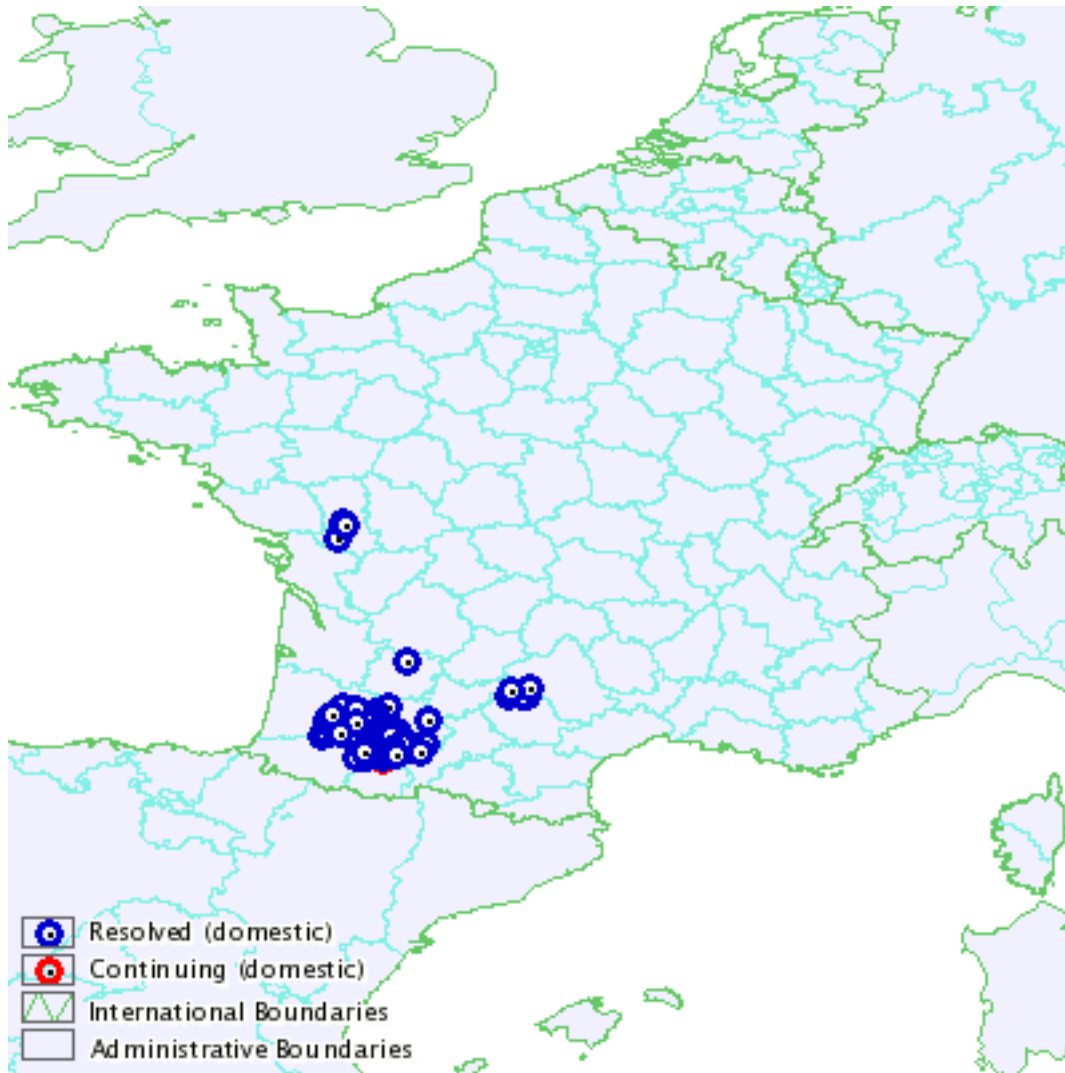 Resolved (domestic)
Continuing (domestic)
International Boundaries
Administrative Boundaries